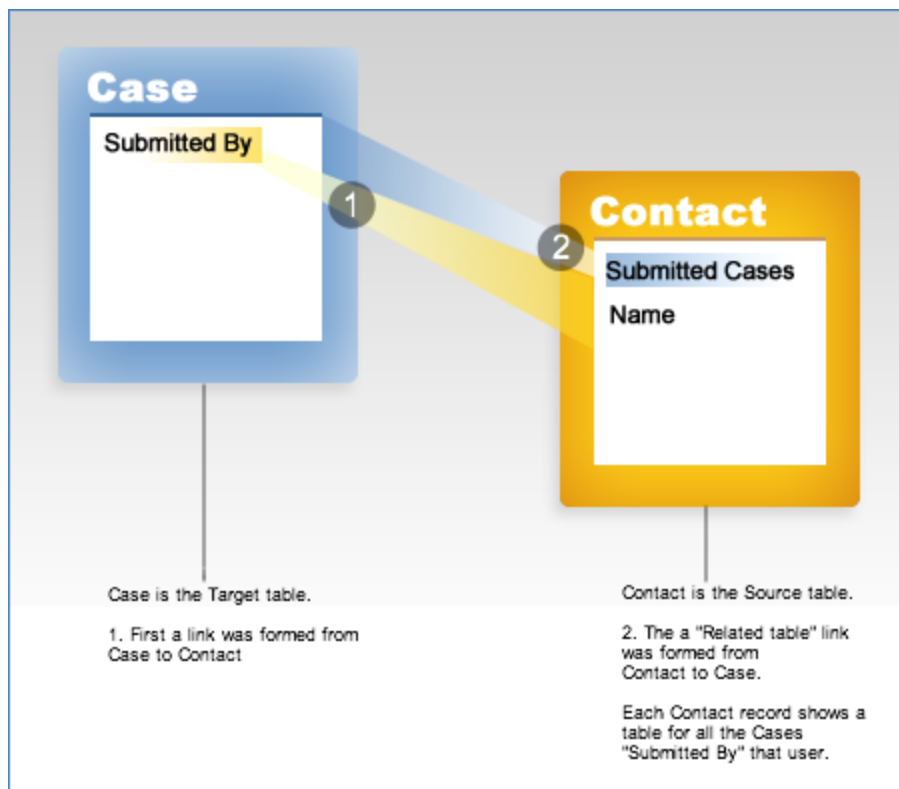 Case
Submitted By
1
2
Contact
Submitted Cases
Name
Case is the Target table.
1. First a link was formed from
Case to Contact
Contact is the Source table.
2. The a "Related table" link
was formed from
Contact to Case.
Each Contact record shows a
table for all the Cases
"Submitted By" that user.